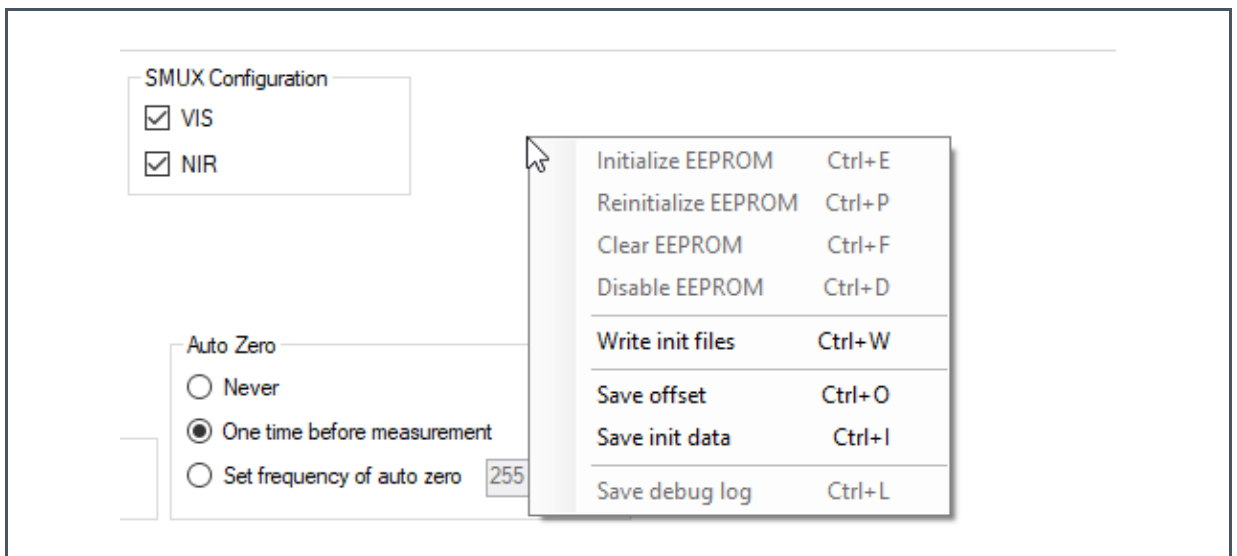 SMUX Configuration
VIS
NIR
Initialize EEPROM Ctrl+E
Reinitialize EEPROM Ctrl+P
Clear EEPROM Ctrl+F
Disable EEPROM Ctrl+D
Write init files Ctrl+W
Save offset Ctrl+O
Save init data Ctrl+I
Save debug log Ctrl+L
Auto Zero
Never
One time before measurement
Set frequency of auto zero 255